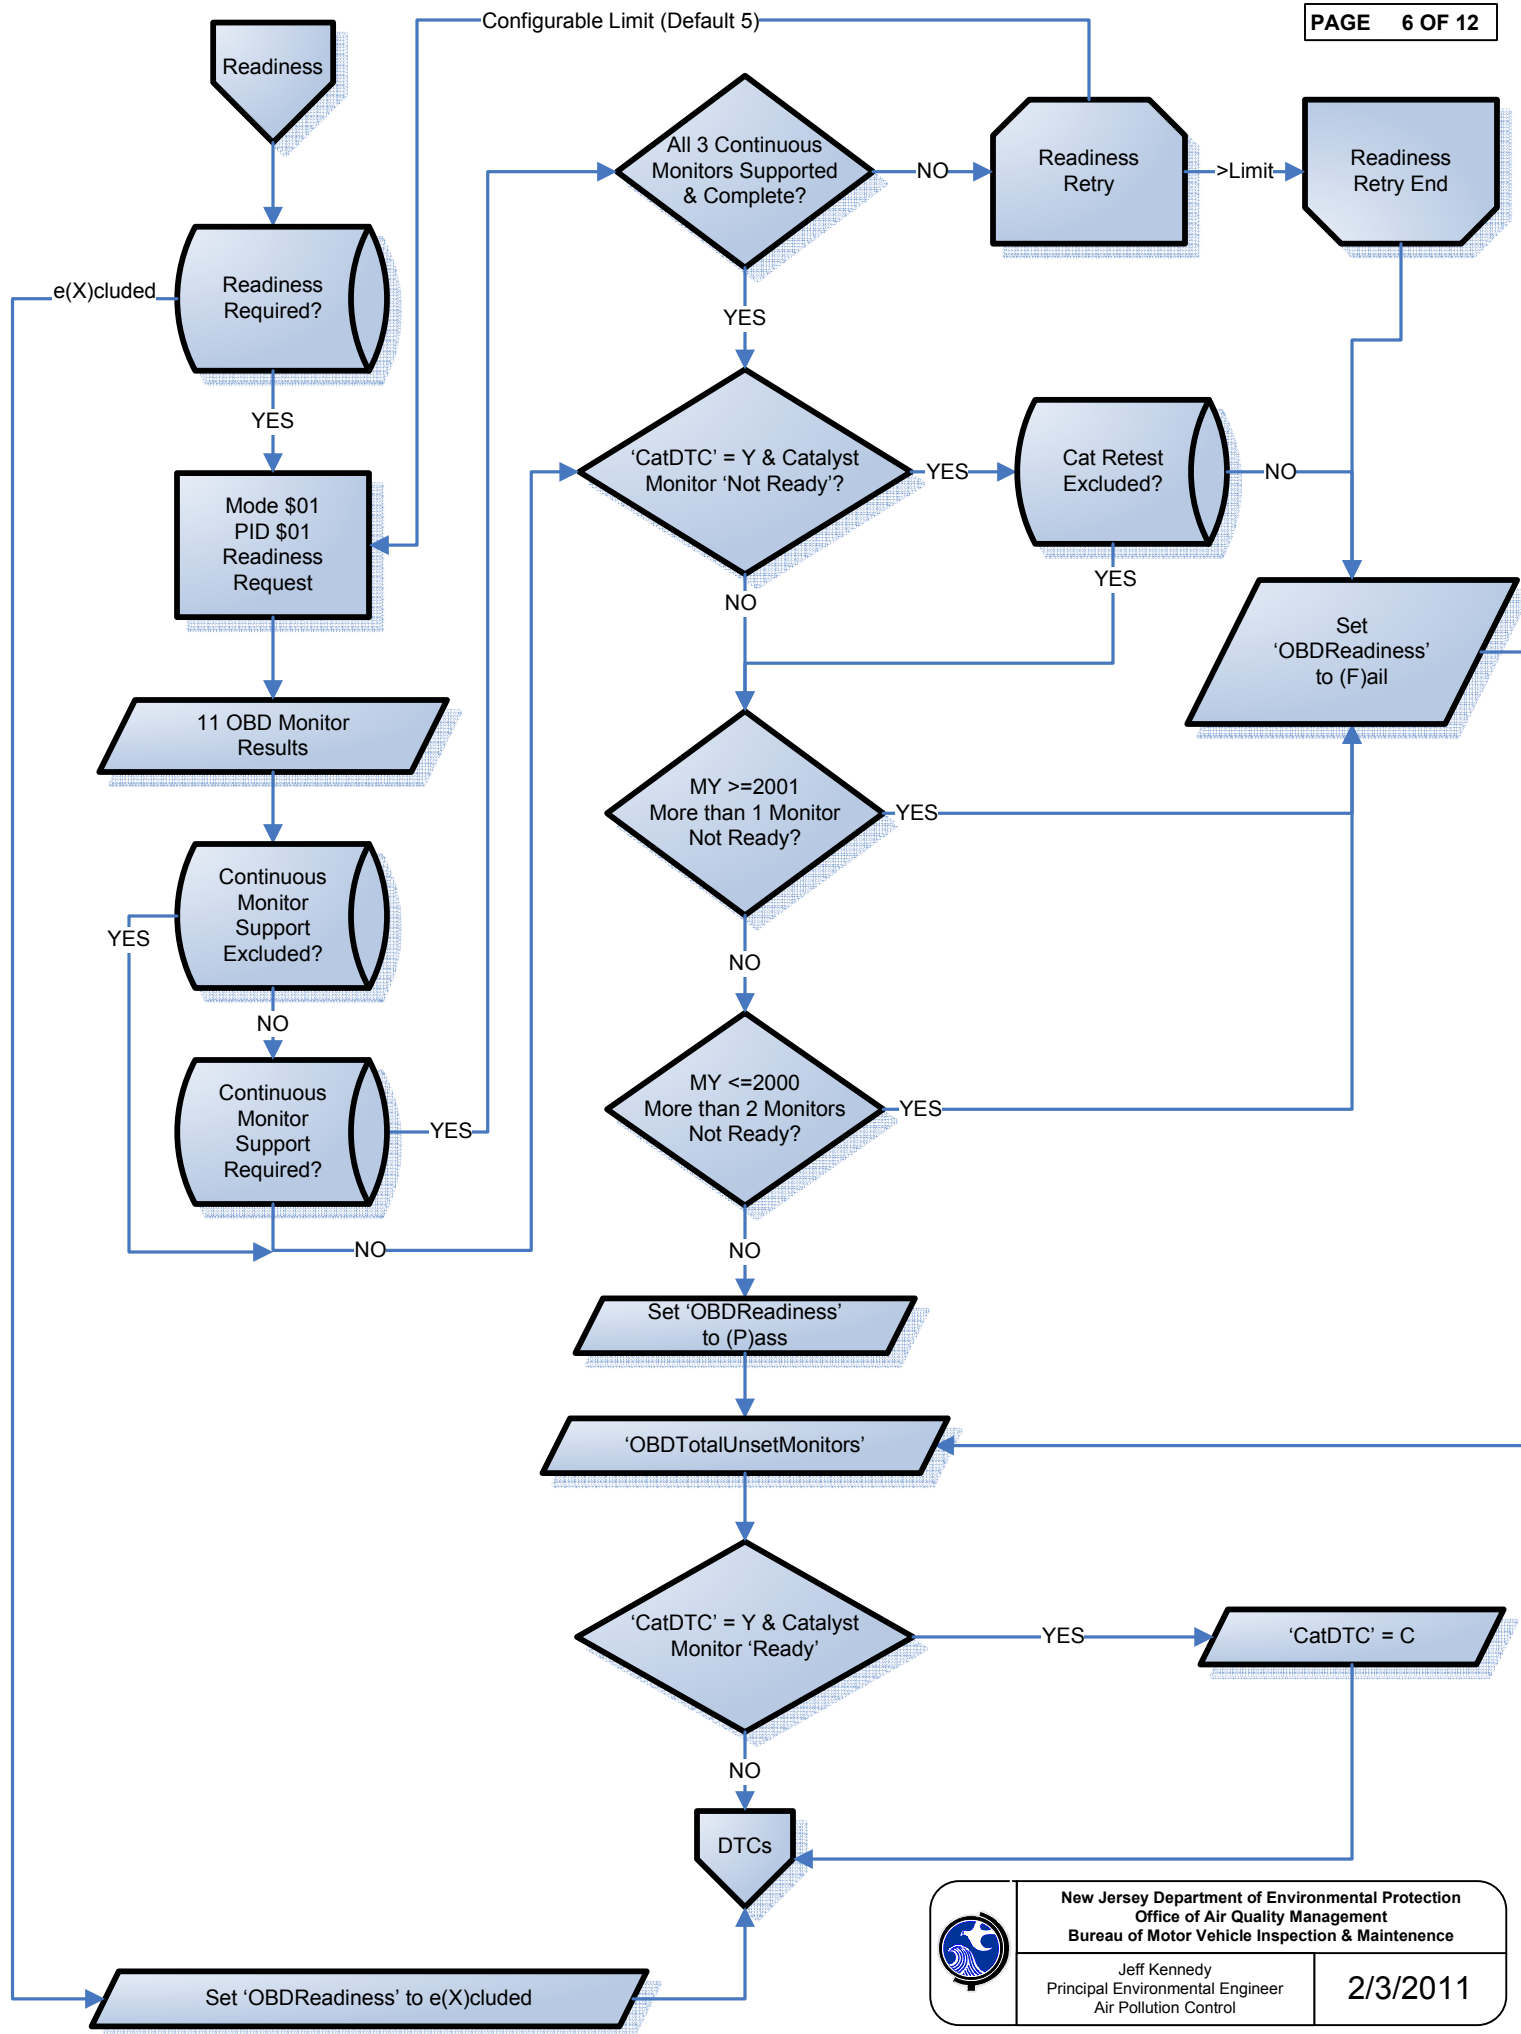 Configurable Limit (Default 5)
PAGE 6 OF 12
Readiness
All 3 Continuous
Monitors Supported
& Complete?
NO
Readiness
Retry
>Limit
Readiness
Retry End
e(X)cluded
Readiness
Required?
YES
YES
Mode $01
PID $01
Readiness
Request
'CatDTC' = Y & Catalyst
Monitor 'Not Ready'?
YES
Cat Retest
Excluded?
NO
YES
NO
Set
'OBDReadiness'
to (F)ail
11 OBD Monitor
Results
MY >=2001
More than 1 Monitor
Not Ready?
YES
Continuous
Monitor
Support
Excluded?
YES
NO
NO
Continuous
Monitor
Support
Required?
YES
NO
MY <=2000
More than 2 Monitors
Not Ready?
YES
NO
Set 'OBDReadiness'
to (P)ass
'OBDTotalUnsetMonitors'
'CatDTC' = Y & Catalyst
Monitor 'Ready'
YES
'CatDTC' = C
NO
DTCs
Set 'OBDReadiness' to e(X)cluded
New Jersey Department of Environmental Protection
Office of Air Quality Management
Bureau of Motor Vehicle Inspection & Maintenence
Jeff Kennedy
Principal Environmental Engineer
Air Pollution Control
2/3/2011